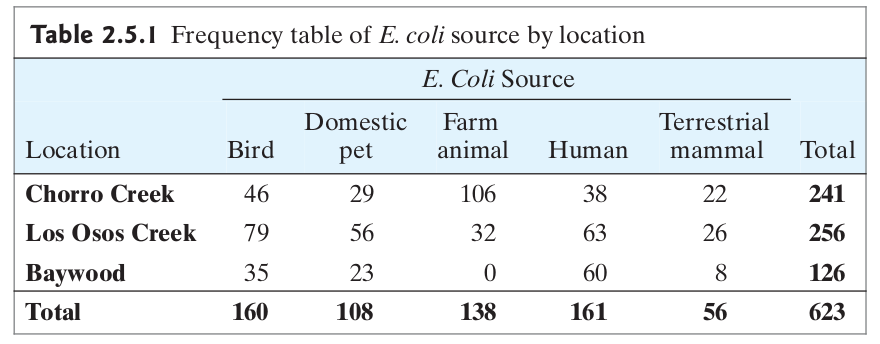 Table 2.5.1 Frequency table of E. coli source by location
E. Coli Source
Domestic Farm Terrestrial
Location Bird pet animal Human mammal Total
Chorro Creek 46 29 106 38 22 241
Los Osos Creek 79 56 32 63 26 256
Baywood 35 23 0 60 8 126
Total 160 108 138 161 56 623